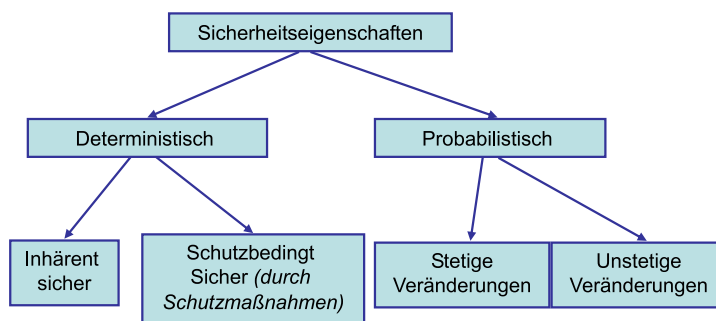 Sicherheitseigenschaften
Deterministisch
Probabilistisch
Inhärent
sicher
Schutzbedingt
Sicher (durch
Schutzmaßnahmen)
Stetige
Veränderungen
Unstetige
Veränderungen